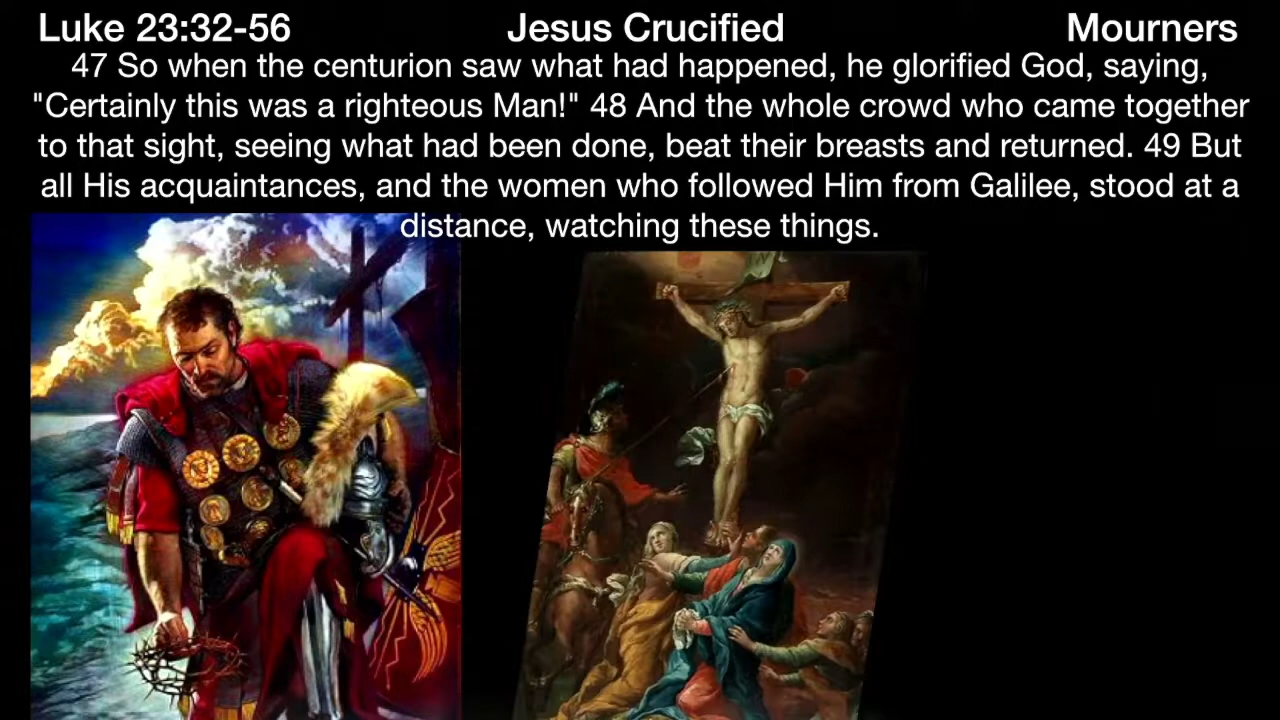 Luke 23:32-56 Jesus Crucified Mourners
47 So when the centurion saw what had happened, he glorified God, saying,
"Certainly this was a righteous Man!" 48 And the whole crowd who came together
to that sight, seeing what had been done, beat their breasts and returned. 49 But
all His acquaintances, and the women who followed Him from Galilee, stood at a
distance, watching these things.